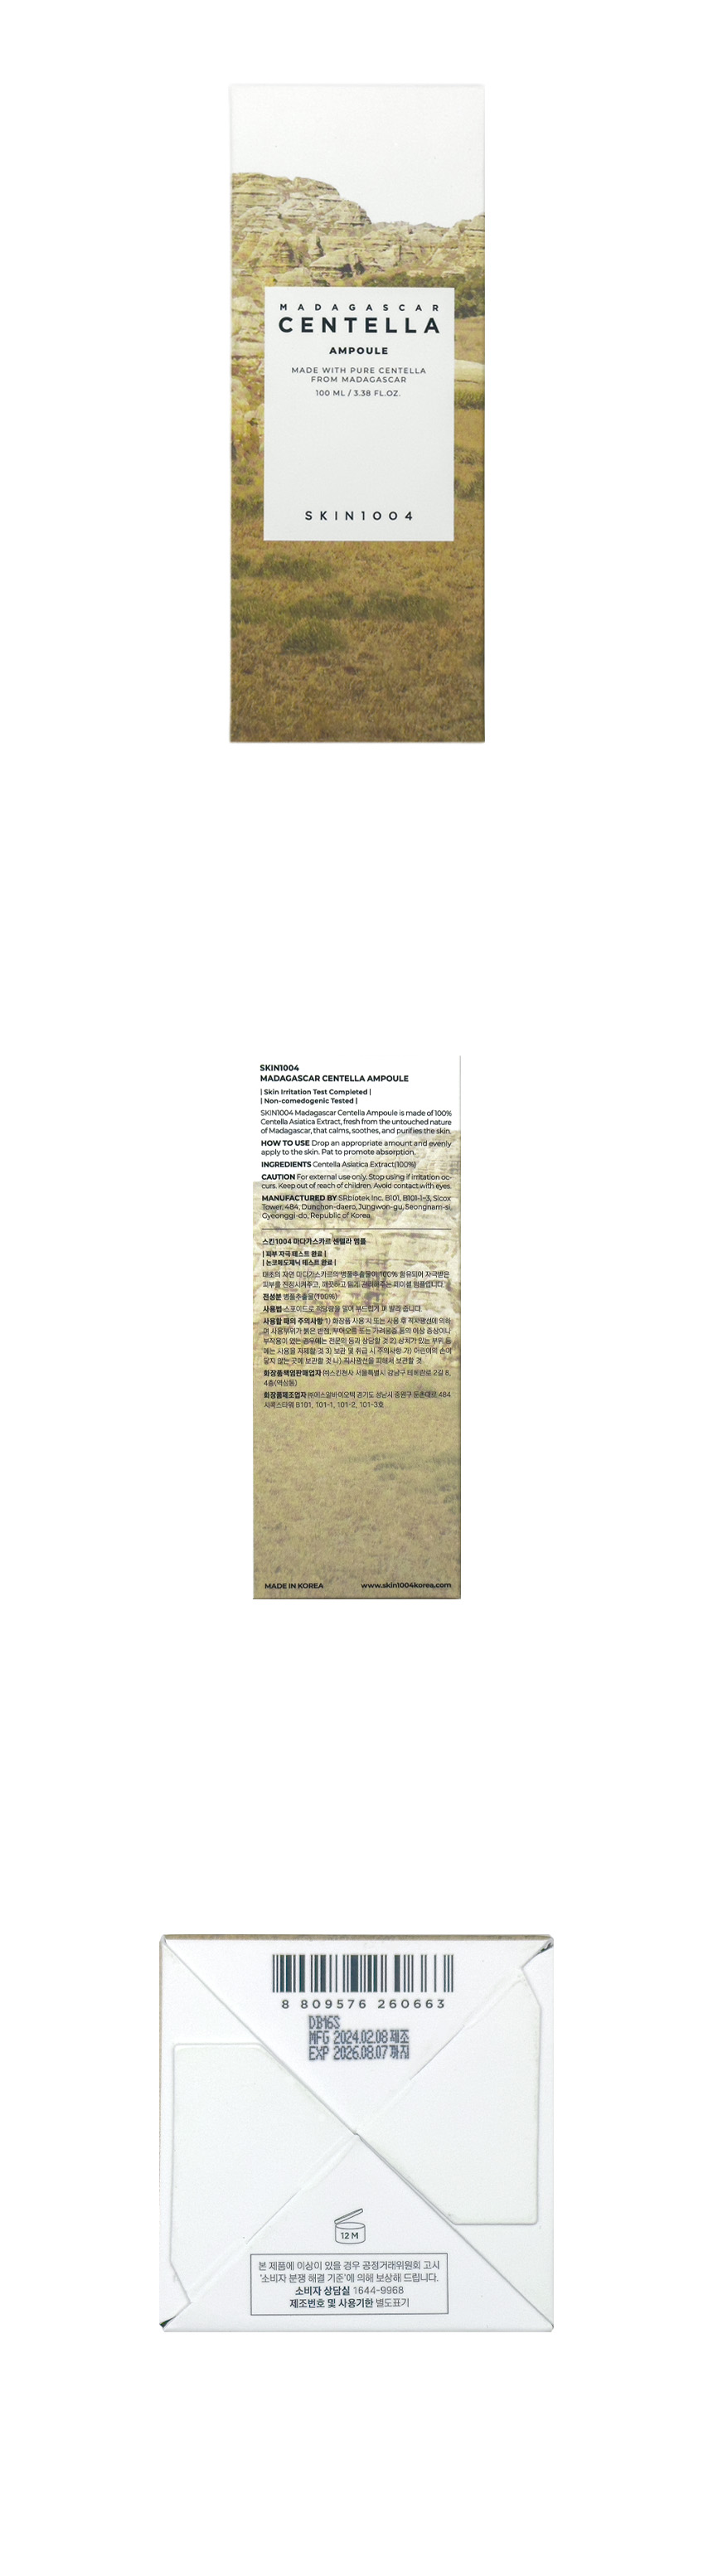 MADAGASCAR
CENTELLA
AMPOULE
MADE WITH PURE CENTELLA
FROM MADAGASCAR
100 ML / 3.38 FL.OZ.
SKIN1004
SKIN1004
MADAGASCAR CENTELLA AMPOULE
| Skin Irritation Test Completed |
| Non-comedogenic Tested |
SKIN1004 Madagascar Centella Ampoule is made of 100%
Centella Asiatica Extract, fresh from the untouched nature
of Madagascar, that calms, soothes, and purifies the skin.
HOW TO USE Drop an appropriate amount and evenly
apply to the skin. Pat to promote absorption.
INGREDIENTS Centella Asiatica Extract(100%)
CAUTION For external use only. Stop using if irritation oc-
curs. Keep out of reach of children. Avoid contact with eyes.
MANUFACTURED BY SRbiotek Inc. B101, B101-1~3, Sicox
Tower, 484, Dunchon-daero, Jungwon-gu, Seongnam-si,
Gyeonggi-do, Republic of Korea
스킨1004 마다가스카르 센텔라 앰플
| 피부 자극 테스트 완료 |
| 논코메도제닉 테스트 완료 |
태초의 자연 마다가스카르의 병풀추출물이 100% 함유되어 자극받은
피부를 진정시켜주고, 깨끗하고 맑게
앰플입니다.
전성분 병풀추출물(100%)
사용법 스포이드로 적당량을 덜어 부드럽게 펴 발라 줍니다.
사용할 때의 주의사항 1) 화장품 사용 시 또는 사용 후 직사광선에 의하
여 사용부위가 붉은 반점, 부어오름 또는 가려움증 등의 이상 증상이나
부작용이 있는 경우에는 전문의 등과 상담할 것 2) 상처가 있는 부위 등
에는 사용을 자제할 것 3) 보관 및 취급 시 주의사항 가) 어린이의 손이
닿지 않는 곳에 보관할 것 나) 직사광선을 피해서 보관할 것
화장품책임판매업자 ㈜스킨천사 서울특별시 강남구 테헤란로 2길 8,
4층(역삼동)
화장품제조업자 ㈜에스알바이오텍 경기도 성남시 중원구 둔촌대로 484
시콕스타워 B101, 101-1, 101-2, 101-3호
MADE IN KOREA www.skin1004korea.com
8 809576 260663
DB16S
MFG 2024.02.08 제조
EXP 2026.08.07 까지
12 M
본 제품에 이상이 있을 경우 공정거래위원회 고시
'소비자 분쟁 해결 기준'에 의해 보상해 드립니다.
소비자 상담실 1644-9968
제조번호 및 사용기한 별도표기